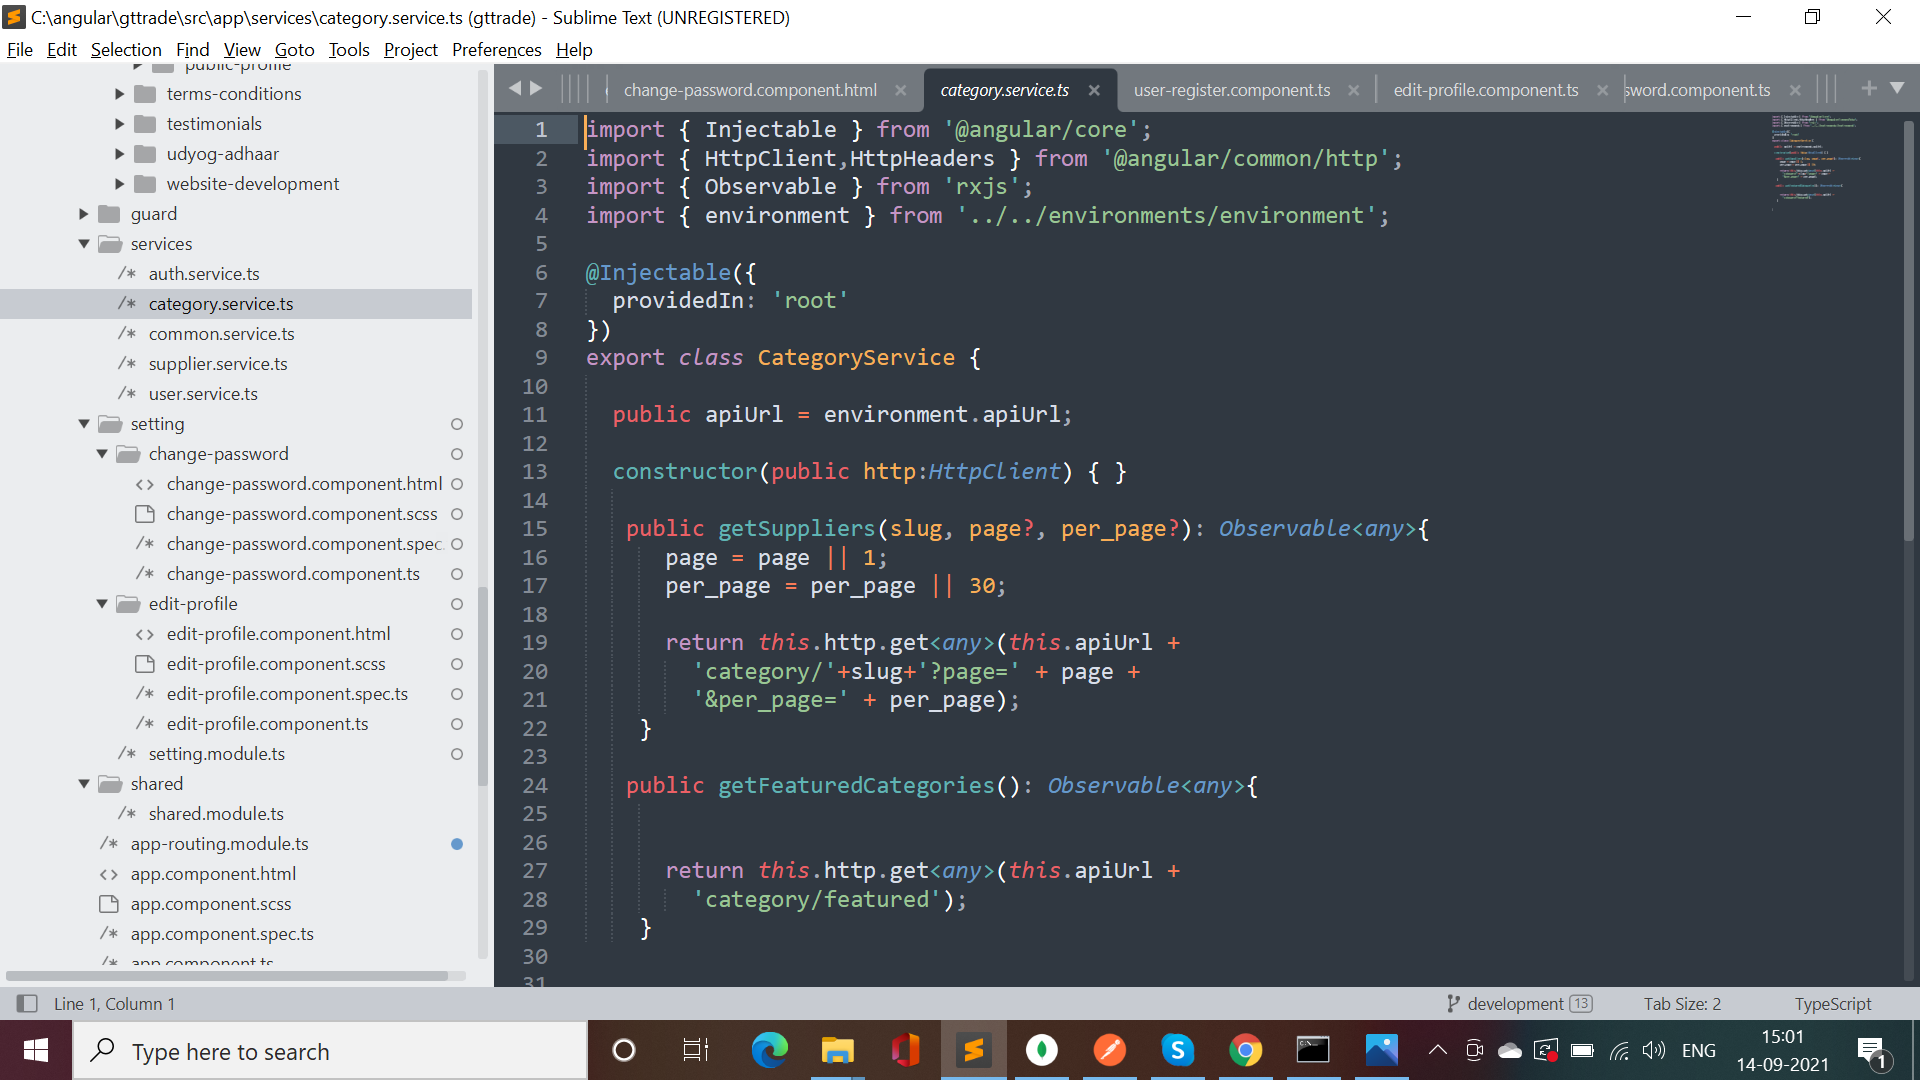 C:\angular\gttrade\src\app\services\category.service.ts (gttrade) - Sublime Text (UNREGISTERED)
File Edit Selection Find View Goto Tools Project Preferences Help
public-profile
terms-conditions
testimonials
udyog-adhaar
website-development
guard
services
/* auth.service.ts
/* category.service.ts
/* common.service.ts
/* supplier.service.ts
/* user.service.ts
setting
change-password
<> change-password.component.html
change-password.component.scss
/* change-password.component.spec.
/* change-password.component.ts
edit-profile
<> edit-profile.component.html
edit-profile.component.scss
/* edit-profile.component.spec.ts
/* edit-profile.component.ts
/* setting.module.ts
shared
/* shared.module.ts
/* app-routing.module.ts
<> app.component.html
app.component.scss
/* app.component.spec.ts
/* app.component.ts
change-password.component.html × category.service.ts × user-register.component.ts × edit-profile.component.ts × sword.component.ts ×
1 import { Injectable } from '@angular/core';
2 import { HttpClient,HttpHeaders } from '@angular/common/http';
3 import { Observable } from 'rxjs';
4 import { environment } from '../../environments/environment';
5
6 @Injectable({
7 providedIn: 'root'
8 })
9 export class CategoryService {
10
11 public apiUrl = environment.apiUrl;
12
13 constructor(public http:HttpClient) { }
14
15 public getSuppliers(slug, page?, per_page?): Observable<any>{
16 page = page || 1;
17 per_page = per_page || 30;
18
19 return this.http.get<any>(this.apiUrl +
20 'category/'+slug+'?page=' + page +
21 '&per_page=' + per_page);
22 }
23
24 public getFeaturedCategories(): Observable<any>{
25
26
27 return this.http.get<any>(this.apiUrl +
28 'category/featured');
29 }
30
31
Line 1, Column 1
development 13 Tab Size: 2 TypeScript
Type here to search
ENG
15:01
14-09-2021
1